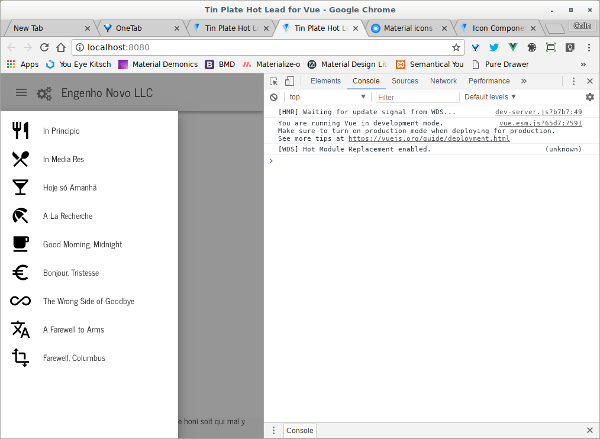 Tin Plate Hot Lead for Vue - Google Chrome
New Tab
OneTab
Tin Plate Hot Le
Tin Plate Hot Le
Material icons
Icon Compone
Colin
localhost:8080
Apps
You Eye Kitsch
Material Demonics
BMD
Materialize-o
Material Design Lit
Semantical You
Pure Drawer
»
Engenho Novo LLC
In Principio
In Media Res
Hoje só Amanhã
A La Recherche
Good Morning, Midnight
Bonjour, Tristesse
The Wrong Side of Goodbye
A Farewell to Arms
Farewell, Columbus
e honi soit qui mal y
Elements Console Sources Network Performance »
top Filter Default levels
[HMR] Waiting for update signal from WDS... dev-server.js?b7b7:49
You are running Vue in development mode. vue.esm.js?65d7:7591
Make sure to turn on production mode when deploying for production.
See more tips at https://vuejs.org/guide/deployment.html
[WDS] Hot Module Replacement enabled. (unknown)
Console